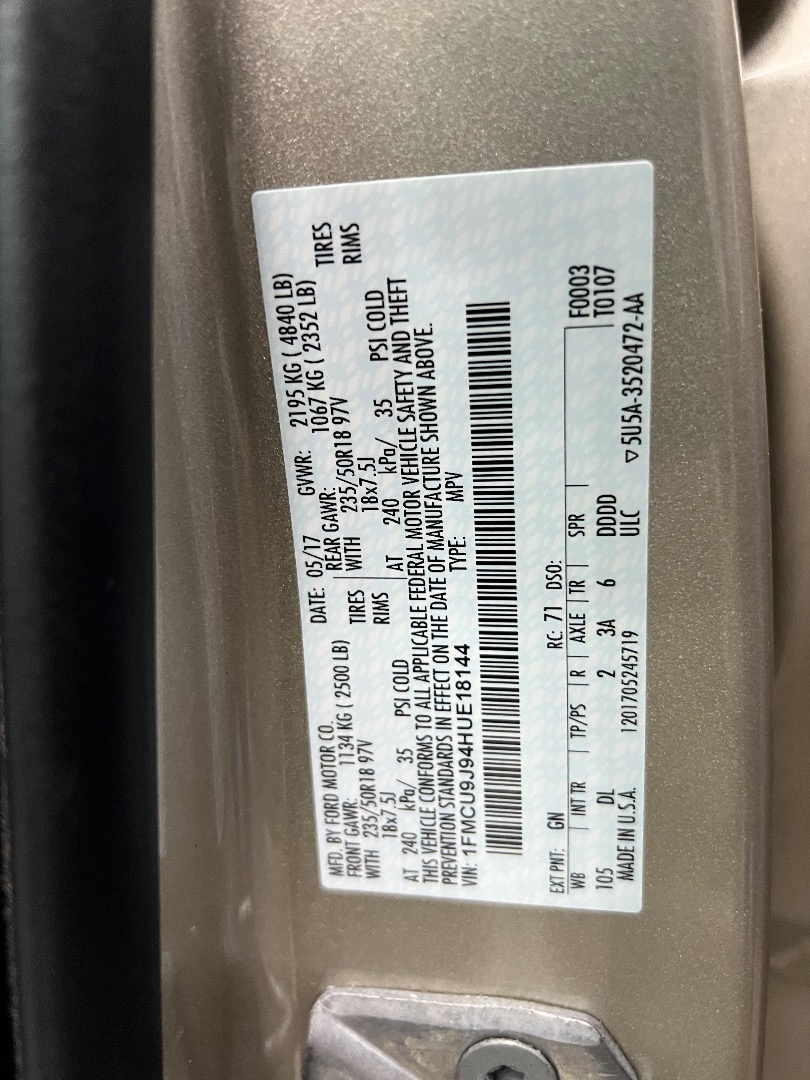 MFD. BY FORD MOTOR CO. DATE: 05/17 GVWR: 2195 KG ( 4840 LB)
FRONT GAWR: 1134 KG ( 2500 LB) REAR GAWR: 1067 KG ( 2352 LB)
WITH 235/50R18 97V TIRES WITH 235/50R18 97V TIRES
18x7.5J RIMS 18x7.5J RIMS
AT 240 kPa/ 35 PSI COLD AT 240 kPa/ 35 PSI COLD
THIS VEHICLE CONFORMS TO ALL APPLICABLE FEDERAL MOTOR VEHICLE SAFETY AND THEFT
PREVENTION STANDARDS IN EFFECT ON THE DATE OF MANUFACTURE SHOWN ABOVE.
VIN: 1FMCU9J94HUE18144 TYPE: MPV
EXT PNT: GN RC: 71 DSO:
WB INT TR TP/PS R AXLE TR SPR F0003
105 DL 2 3A 6 DDDD T0107
MADE IN U.S.A. 1201705245719 ULC ▽5U5A-3520472-AA